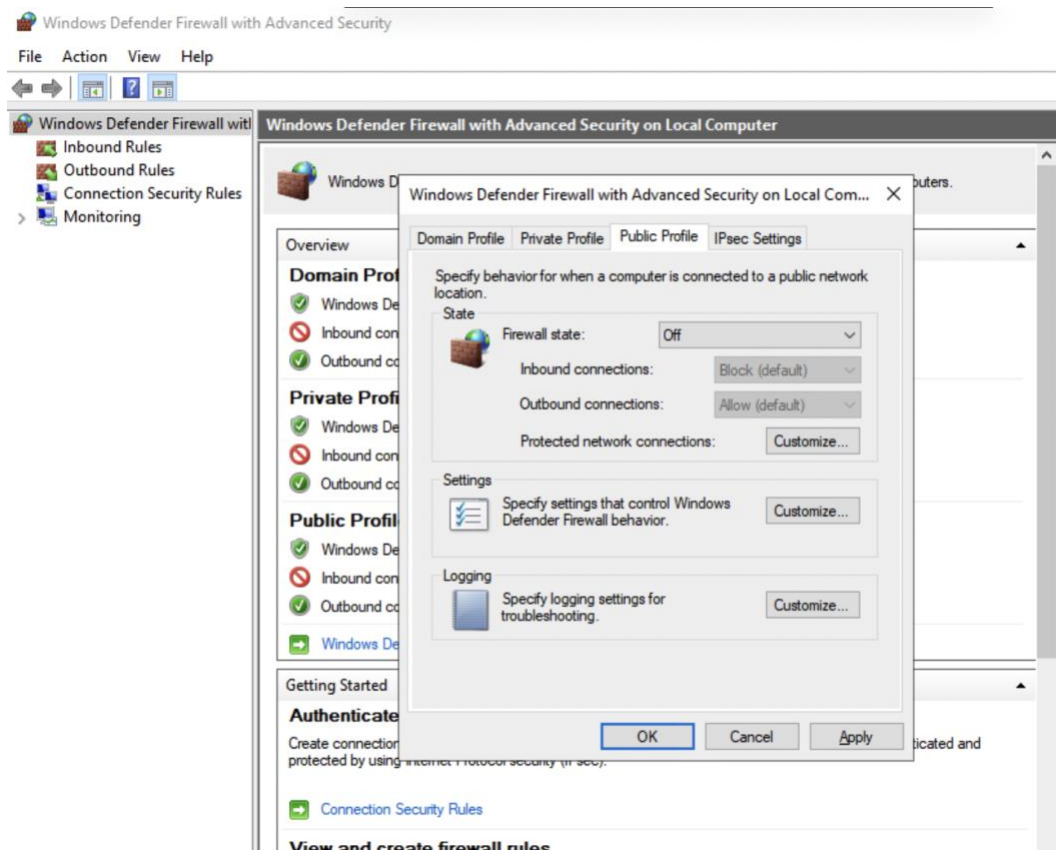 Windows Defender Firewall with Advanced Security
File Action View Help
Windows Defender Firewall with
Inbound Rules
Outbound Rules
Connection Security Rules
Monitoring
Windows Defender Firewall with Advanced Security on Local Computer
Windows D
puters.
Overview
Domain Prof
Windows De
Inbound con
Outbound co
Private Profi
Windows De
Inbound con
Outbound co
Public Profil
Windows De
Inbound con
Outbound co
Windows De
Getting Started
Authenticate
Create connection
ticated and
protected by using Internet Protocol security (IPsec).
Connection Security Rules
View and create firewall rules
Windows Defender Firewall with Advanced Security on Local Com...
Domain Profile Private Profile Public Profile IPsec Settings
Specify behavior for when a computer is connected to a public network
location.
State
Firewall state: Off
Inbound connections: Block (default)
Outbound connections: Allow (default)
Protected network connections: Customize...
Settings
Specify settings that control Windows
Defender Firewall behavior.
Customize...
Logging
Specify logging settings for
troubleshooting.
Customize...
OK Cancel Apply